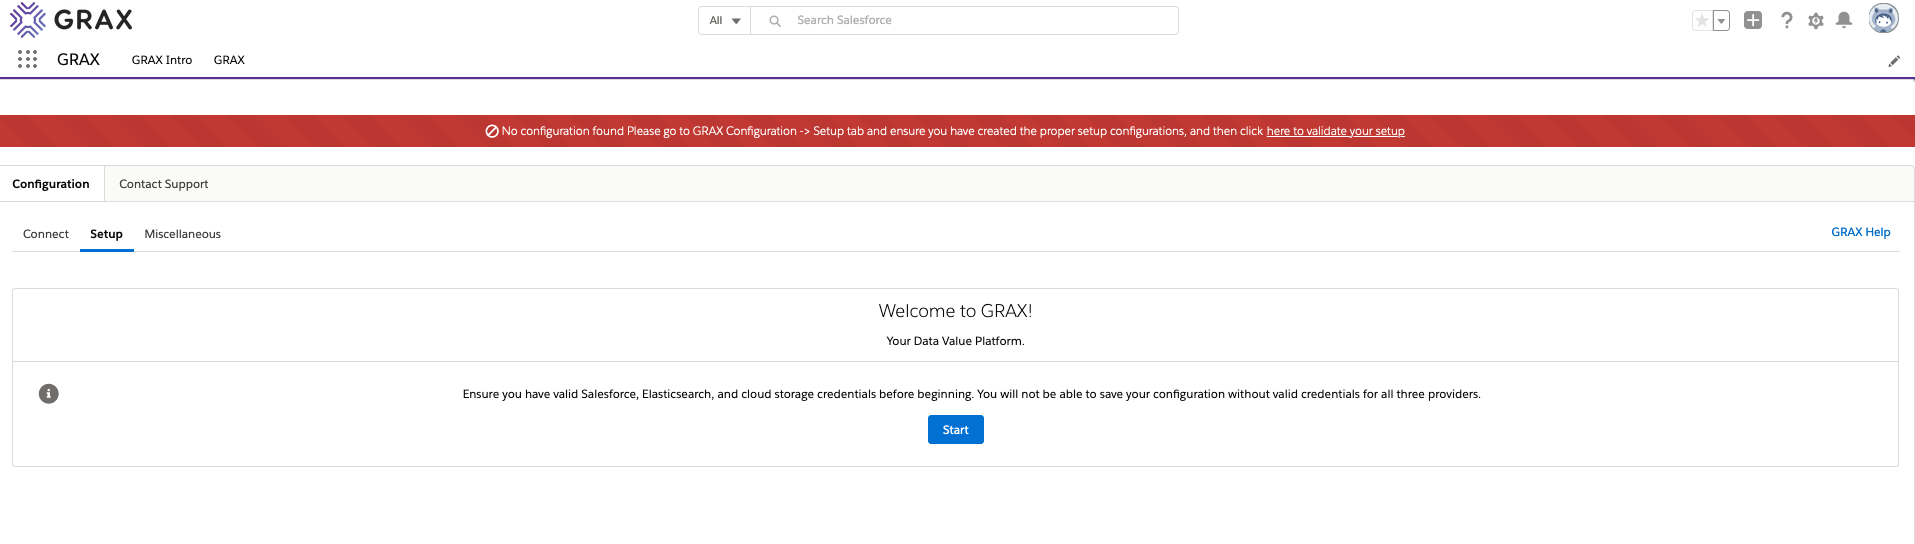 GRAX
All
Search Salesforce
GRAX
GRAX Intro
GRAX
No configuration found Please go to GRAX Configuration -> Setup tab and ensure you have created the proper setup configurations, and then click here to validate your setup
Configuration
Contact Support
Connect
Setup
Miscellaneous
GRAX Help
Welcome to GRAX!
Your Data Value Platform.
Ensure you have valid Salesforce, Elasticsearch, and cloud storage credentials before beginning. You will not be able to save your configuration without valid credentials for all three providers.
Start